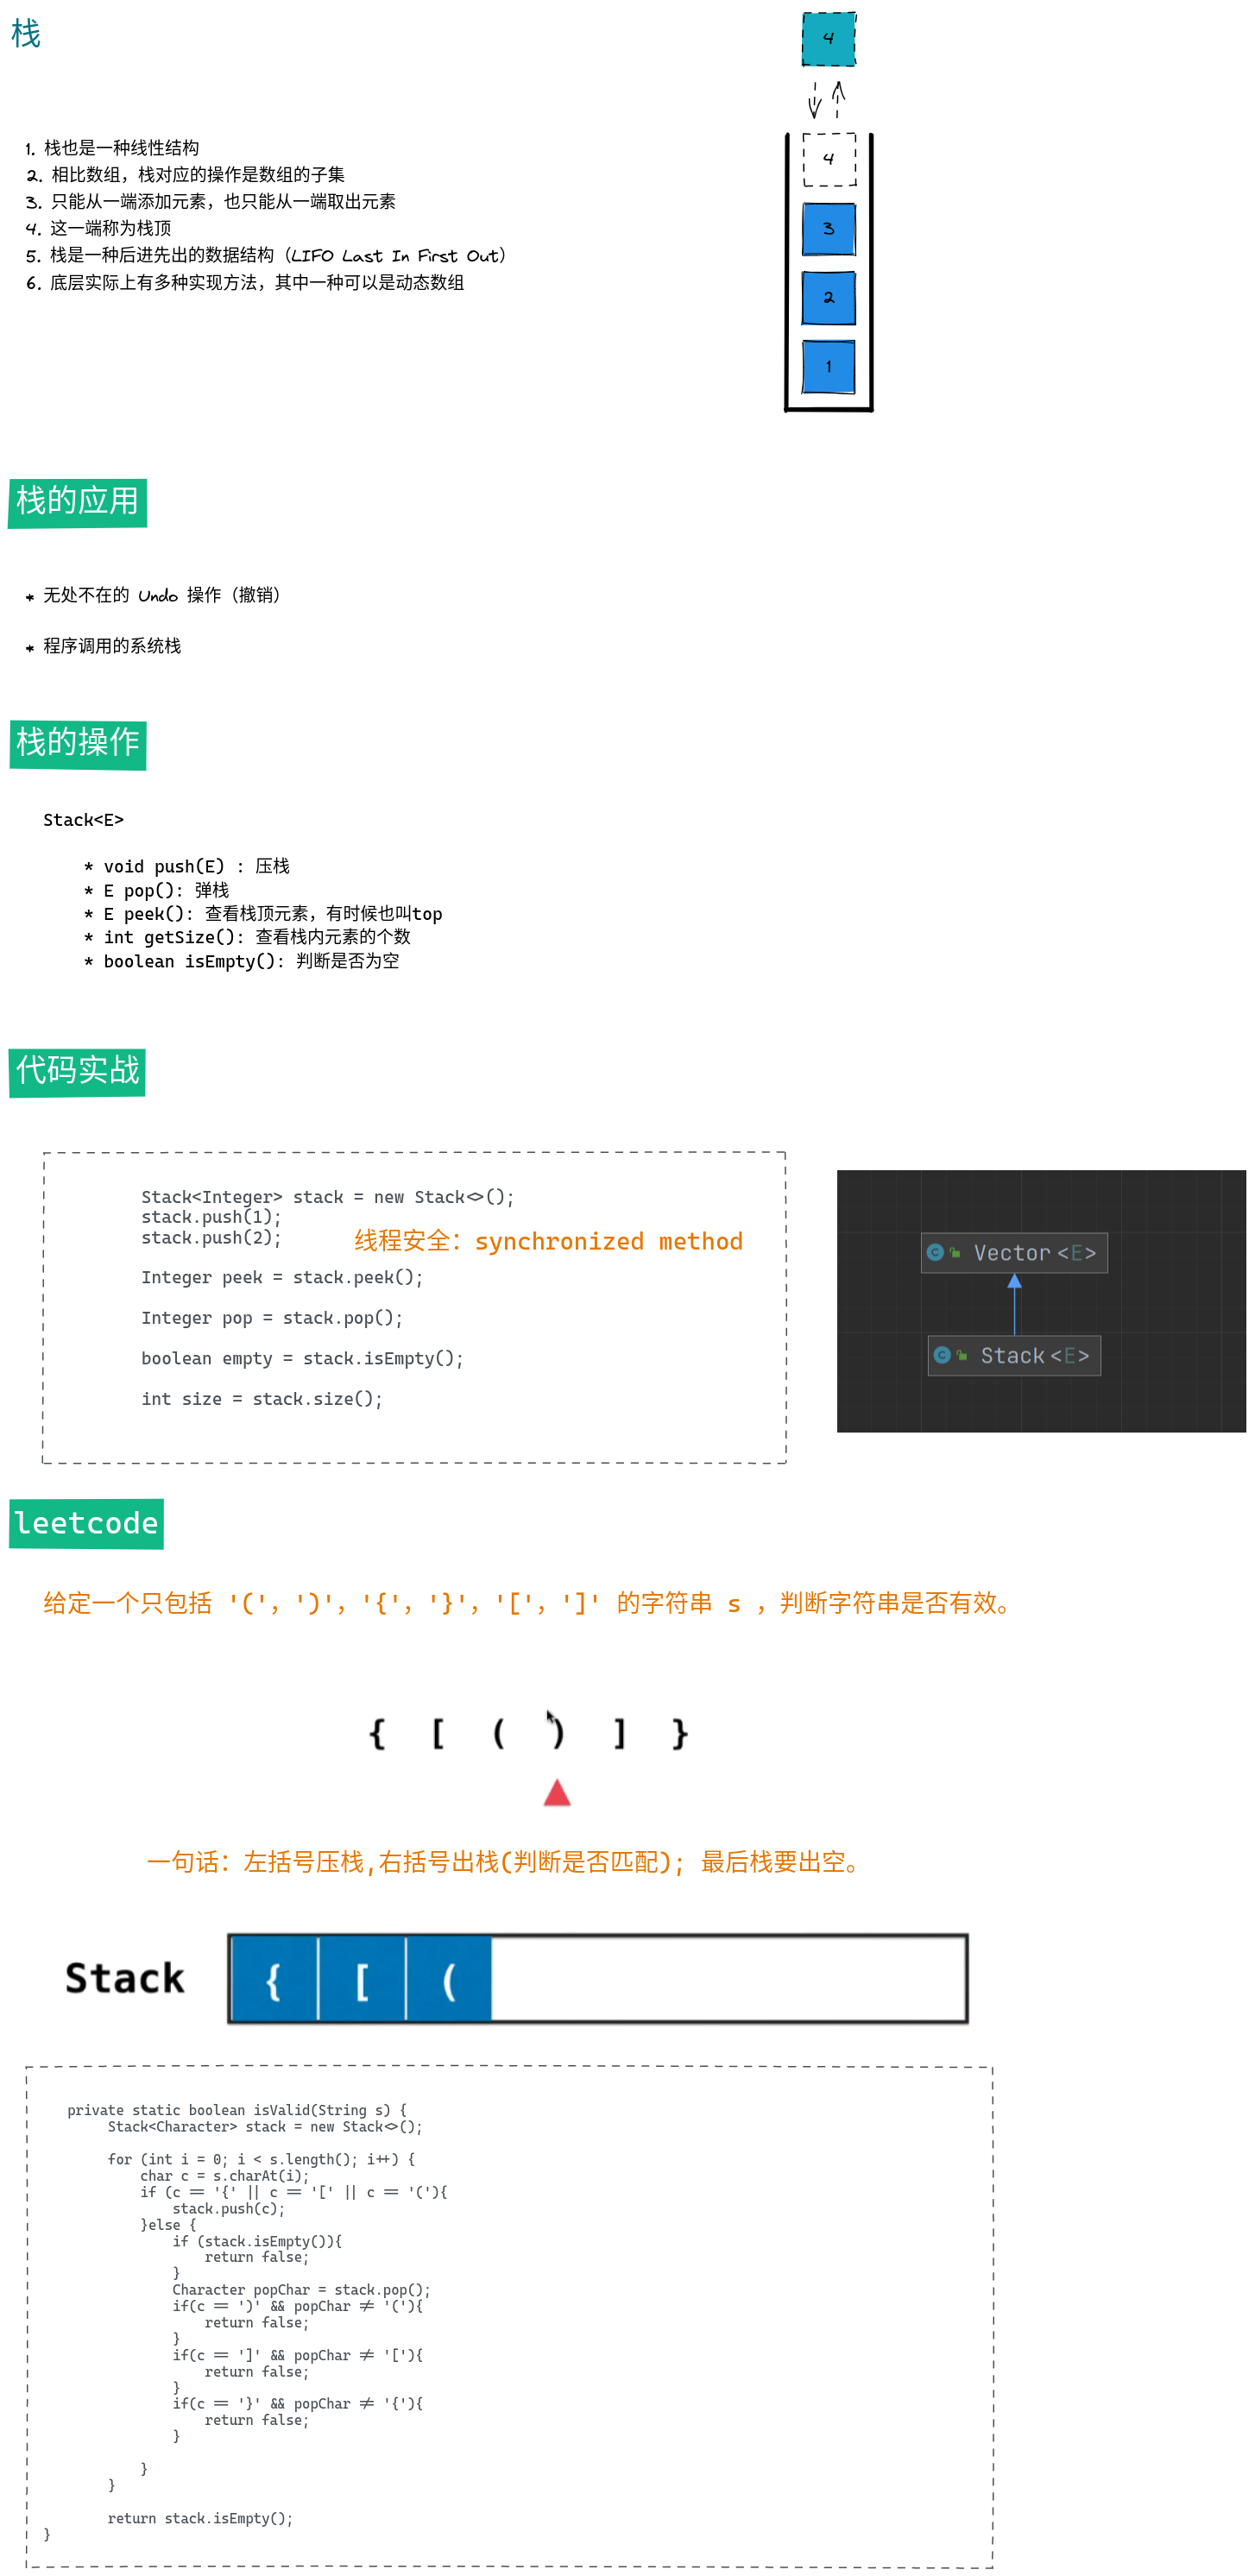 栈
4
4
3
2
1
1. 栈也是一种线性结构
2. 相比数组，栈对应的操作是数组的子集
3. 只能从一端添加元素，也只能从一端取出元素
4. 这一端称为栈顶
5. 栈是一种后进先出的数据结构（LIFO Last In First Out）
6. 底层实际上有多种实现方法，其中一种可以是动态数组
栈的应用
* 无处不在的 Undo 操作（撤销）
* 程序调用的系统栈
栈的操作
Stack<E>
* void push(E) : 压栈
* E pop(): 弹栈
* E peek(): 查看栈顶元素，有时候也叫top
* int getSize(): 查看栈内元素的个数
* boolean isEmpty(): 判断是否为空
代码实战
Stack<Integer> stack = new Stack<>();
stack.push(1);
stack.push(2);
线程安全: synchronized method
Integer peek = stack.peek();
Integer pop = stack.pop();
boolean empty = stack.isEmpty();
int size = stack.size();
C Vector<E>
C Stack<E>
leetcode
给定一个只包括 '('，')'，'{'，'}'，'['，']' 的字符串 s ，判断字符串是否有效。
{ [ ( ) ] }
一句话: 左括号压栈,右括号出栈(判断是否匹配); 最后栈要出空。
Stack { [ (
private static boolean isValid(String s) {
Stack<Character> stack = new Stack<>();
for (int i = 0; i < s.length(); i++) {
char c = s.charAt(i);
if (c == '{' || c == '[' || c == '('){
stack.push(c);
}else {
if (stack.isEmpty()){
return false;
}
Character popChar = stack.pop();
if(c == ')' && popChar != '('){
return false;
}
if(c == ']' && popChar != '['){
return false;
}
if(c == '}' && popChar != '{'){
return false;
}
}
}
return stack.isEmpty();
}